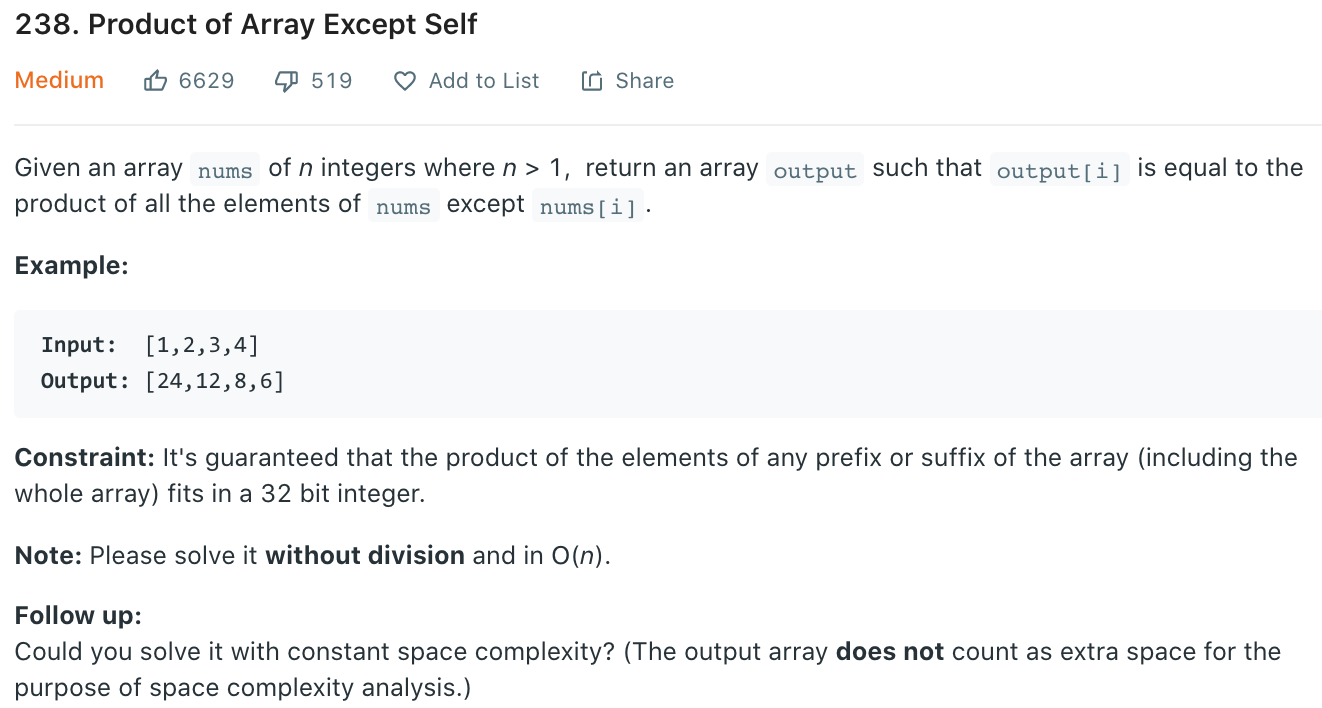 238. Product of Array Except Self
Medium 6629 519 Add to List Share
Given an array nums of n integers where n > 1, return an array output such that output[i] is equal to the
product of all the elements of nums except nums[i] .
Example:
Input: [1,2,3,4]
Output: [24,12,8,6]
Constraint: It's guaranteed that the product of the elements of any prefix or suffix of the array (including the
whole array) fits in a 32 bit integer.
Note: Please solve it without division and in O(n).
Follow up:
Could you solve it with constant space complexity? (The output array does not count as extra space for the
purpose of space complexity analysis.)